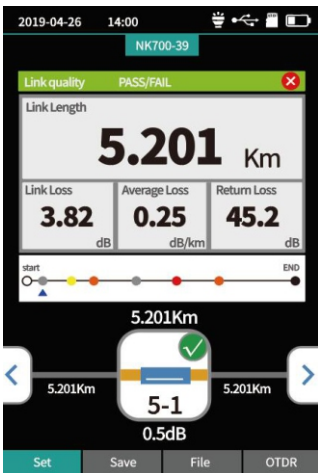 2019-04-26 14:00
NK700-39
Link quality PASS/FAIL
Link Length
5.201 Km
Link Loss Average Loss Return Loss
3.82 0.25 45.2
dB dB/km dB
start END
5.201Km
5.201Km 5.201Km
5-1
0.5dB
Set Save File OTDR